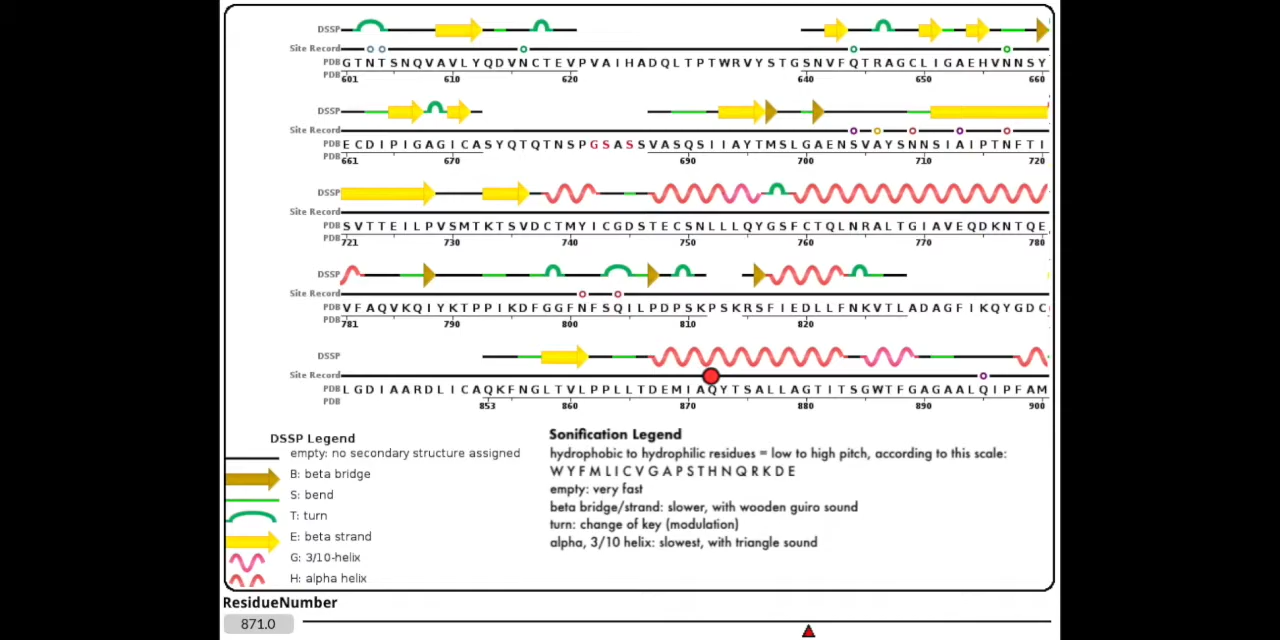 DSSP
Site Record
PDB GTNTSNQVAVLYQDVNCTEVPVAIHADQLTPTWRVYSTGSNVFQTRAGCLIGAEHVNNSY
PDB
601 610 620 640 650 660
DSSP
Site Record
PDB ECDIPIGAGICASYQTQTNSPGSASSVASQSIIAYTMSLGAENSVAYSNNSIAIPTNFTI
PDB
661 670 690 700 710 720
DSSP
Site Record
PDB SVTTEILPVSMTKTSVDCTMYICGDSTECSNLLLQYGSFCTQLNRALTGIAVEQDKNTQE
PDB
721 730 740 750 760 770 780
DSSP
Site Record
PDB VFAQVKQIYKTPPIKDFGGFNFSQILPDPSKPSKRSFIEDLLFNKVTLADAGFIKQYGDC
PDB
781 790 800 810 820
DSSP
Site Record
PDB LGDIAARDLICAQKFNGLTVLPPLLTDEMIAQYTSALLAGTITSGWTFGAGAALQIPFAM
PDB
853 860 870 880 890 900
DSSP Legend
empty: no secondary structure assigned
B: beta bridge
S: bend
T: turn
E: beta strand
G: 3/10-helix
H: alpha helix
Sonification Legend
hydrophobic to hydrophilic residues = low to high pitch, according to this scale:
W Y F M L I C V G A P S T H N Q R K D E
empty: very fast
beta bridge/strand: slower, with wooden guiro sound
turn: change of key (modulation)
alpha, 3/10 helix: slowest, with triangle sound
ResidueNumber
871.0